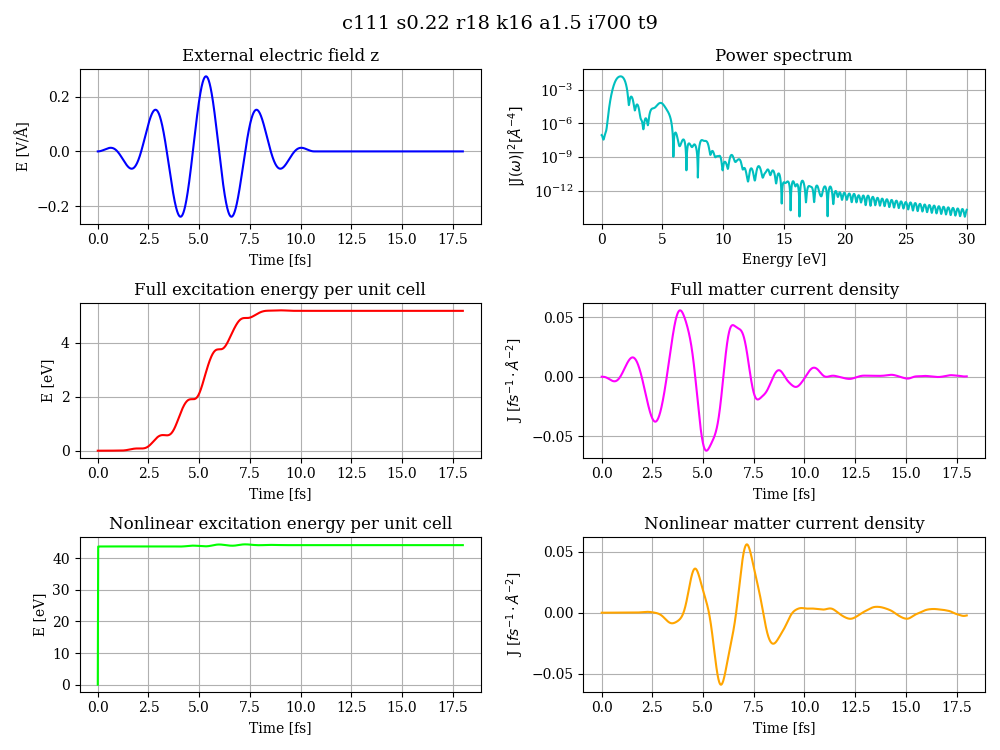 c111 s0.22 r18 k16 a1.5 i700 t9
External electric field z
E [V/Å]
0.2
0.0
−0.2
0.0 2.5 5.0 7.5 10.0 12.5 15.0 17.5
Time [fs]
Power spectrum
|J(ω)|² [Å⁻⁴]
10⁻³
10⁻⁶
10⁻⁹
10⁻¹²
0 5 10 15 20 25 30
Energy [eV]
Full excitation energy per unit cell
E [eV]
4
2
0
0.0 2.5 5.0 7.5 10.0 12.5 15.0 17.5
Time [fs]
Full matter current density
J [fs⁻¹ · Å⁻²]
0.05
0.00
−0.05
0.0 2.5 5.0 7.5 10.0 12.5 15.0 17.5
Time [fs]
Nonlinear excitation energy per unit cell
E [eV]
40
30
20
10
0
0.0 2.5 5.0 7.5 10.0 12.5 15.0 17.5
Time [fs]
Nonlinear matter current density
J [fs⁻¹ · Å⁻²]
0.05
0.00
−0.05
0.0 2.5 5.0 7.5 10.0 12.5 15.0 17.5
Time [fs]